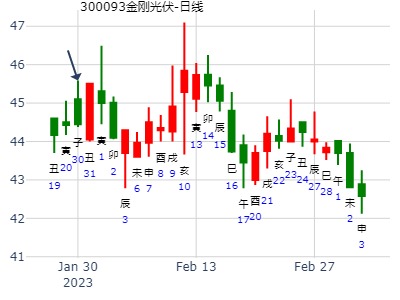 300093金刚光伏-日线
47
46
45
44
43
42
41
丑
19
寅
20
子
30
丑
31
寅
1
卯
2
辰
3
未
6
申
7
酉
8
戌
9
亥
10
寅
13
卯
14
辰
15
巳
16
午
17
酉
20
戌
21
亥
22
子
23
丑
24
辰
27
巳
28
午
1
未
2
申
3
Jan 30
2023
Feb 13
Feb 27